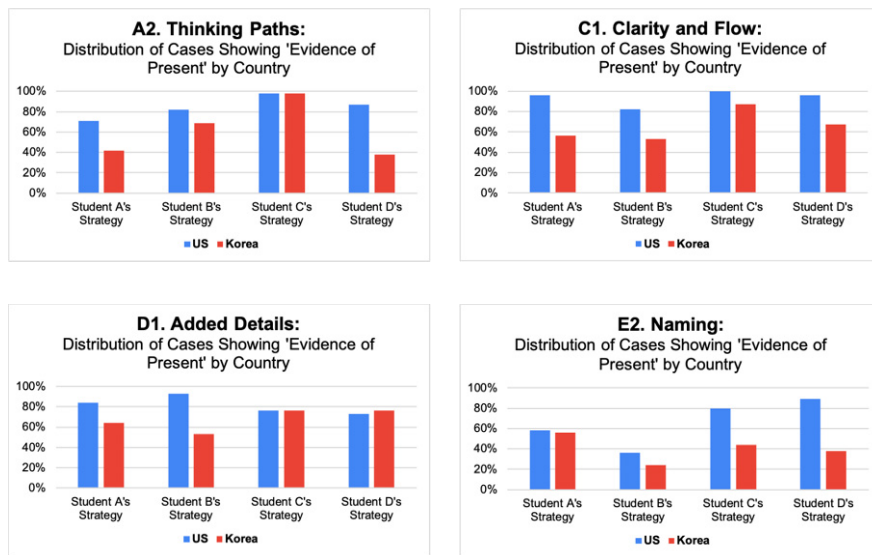 A2. Thinking Paths:
Distribution of Cases Showing 'Evidence of
Present' by Country
100%
80%
60%
40%
20%
0%
Student A's Strategy
Student B's Strategy
Student C's Strategy
Student D's Strategy
US Korea
C1. Clarity and Flow:
Distribution of Cases Showing 'Evidence of
Present' by Country
100%
80%
60%
40%
20%
0%
Student A's Strategy
Student B's Strategy
Student C's Strategy
Student D's Strategy
US Korea
D1. Added Details:
Distribution of Cases Showing 'Evidence of
Present' by Country
100%
80%
60%
40%
20%
0%
Student A's Strategy
Student B's Strategy
Student C's Strategy
Student D's Strategy
US Korea
E2. Naming:
Distribution of Cases Showing 'Evidence of
Present' by Country
100%
80%
60%
40%
20%
0%
Student A's Strategy
Student B's Strategy
Student C's Strategy
Student D's Strategy
US Korea